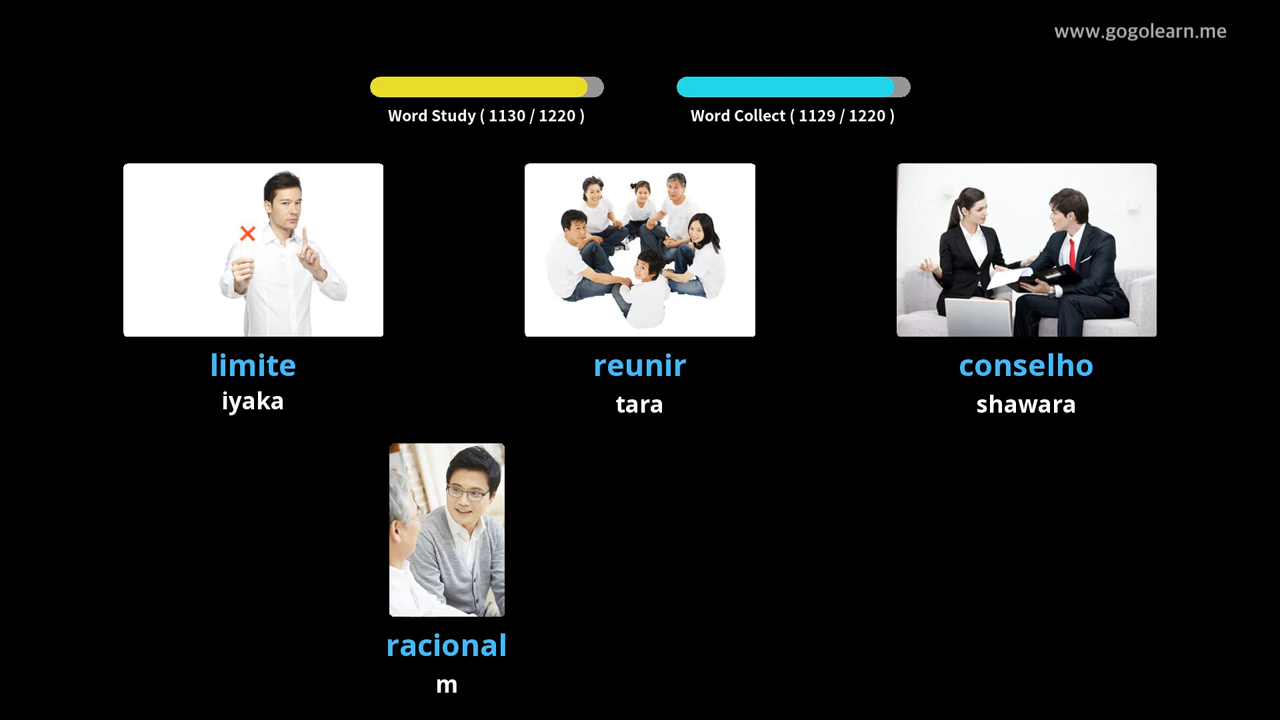 www.gogolearn.me
Word Study ( 1130 / 1220 )
Word Collect ( 1129 / 1220 )
limite
iyaka
reunir
tara
conselho
shawara
racional
m